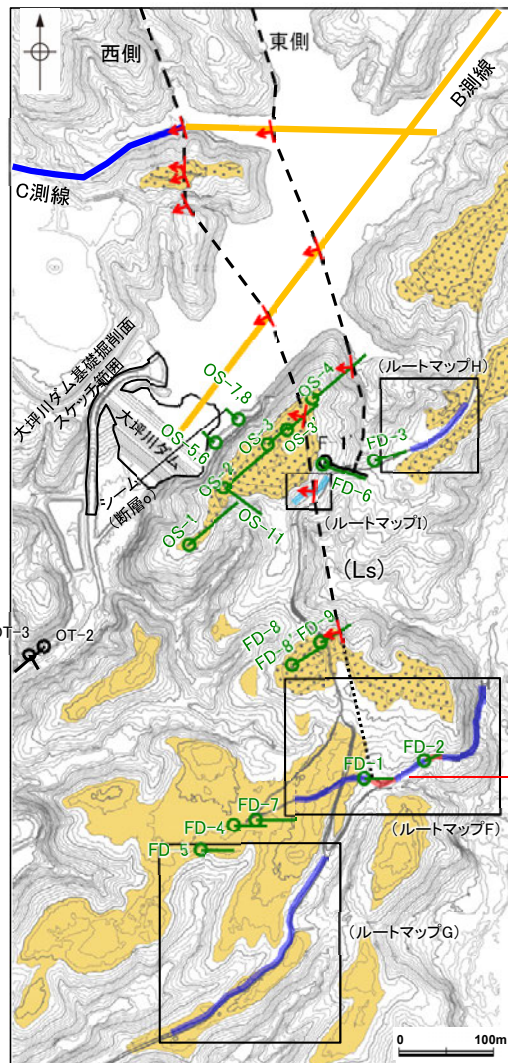 西側
東側
B測線
C測線
大坪川ダム基礎掘削面
スケッチ範囲
大坪川ダム
OS-7,8
OS-5,6
シーム
(断層o)
OS-4
OS-3
OS-3'
OS-2
OS-1
OS-11
(ルートマップH)
FD-3
FD-6
(ルートマップI)
(Ls)
OT-3
OT-2
FD-9
FD-8
FD-8'
FD-2
FD-1
(ルートマップF)
FD-7
FD-4
FD-5
(ルートマップG)
0
100m